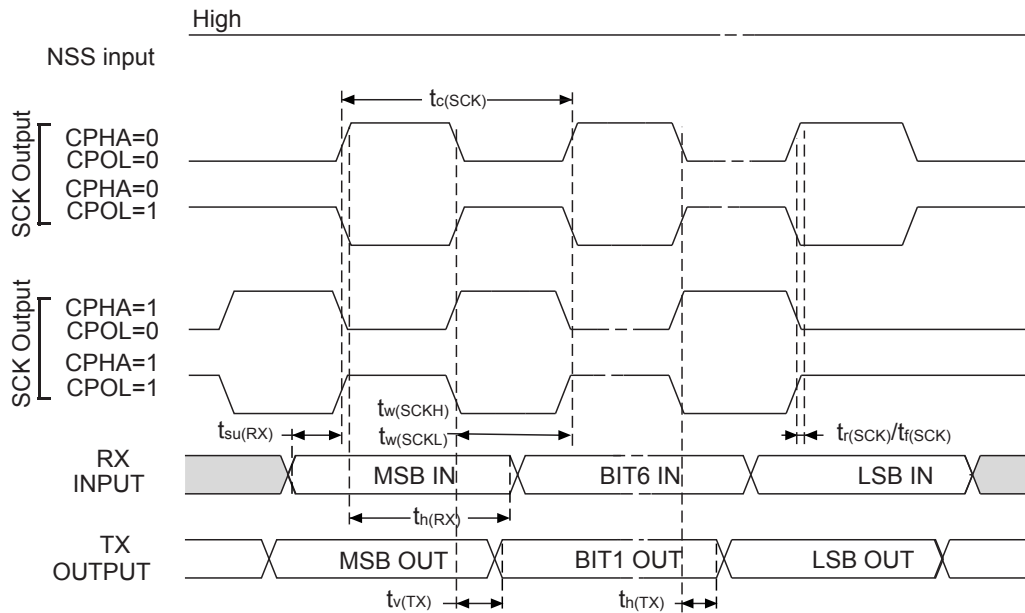 High
NSS input
tc(SCK)
SCK Output
CPHA=0
CPOL=0
CPHA=0
CPOL=1
SCK Output
CPHA=1
CPOL=0
CPHA=1
CPOL=1
tw(SCKH)
tw(SCKL)
tsu(RX)
tr(SCK)/tf(SCK)
RX
INPUT
MSB IN
BIT6 IN
LSB IN
th(RX)
TX
OUTPUT
MSB OUT
BIT1 OUT
LSB OUT
tv(TX)
th(TX)